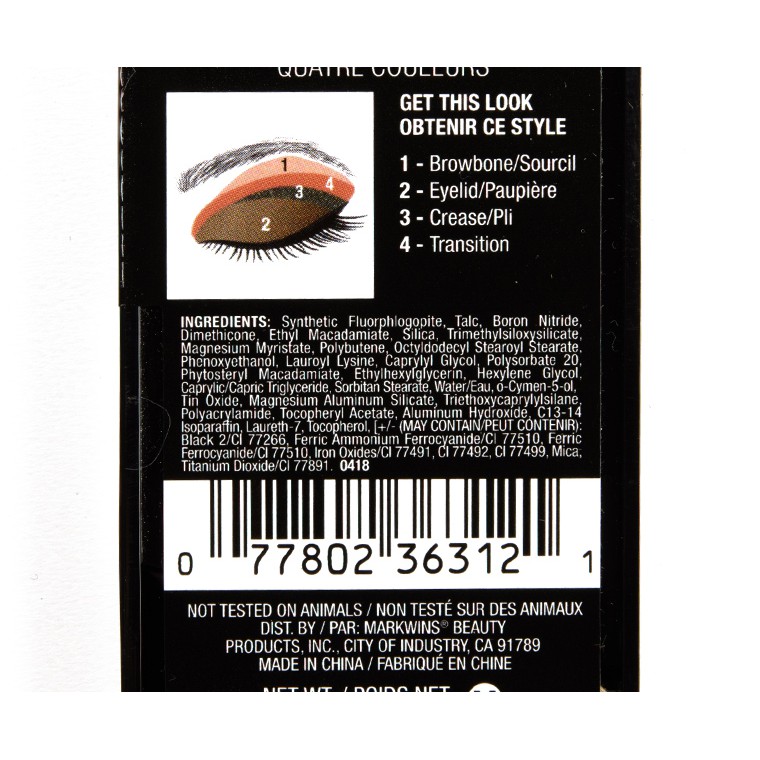 QUATRE COULEURS
GET THIS LOOK
OBTENIR CE STYLE
1 - Browbone/Sourcil
2 - Eyelid/Paupière
3 - Crease/Pli
4 - Transition
1
4
3
2
INGREDIENTS: Synthetic Fluorphlogopite, Talc, Boron Nitride,
Dimethicone, Ethyl Macadamiate, Silica, Trimethylsiloxysilicate,
Magnesium Myristate, Polybutene, Octyldodecyl Stearoyl Stearate,
Phenoxyethanol, Lauroyl Lysine, Caprylyl Glycol, Polysorbate 20,
Phytosteryl Macadamiate, Ethylhexylglycerin, Hexylene Glycol,
Caprylic/Capric Triglyceride, Sorbitan Stearate, Water/Eau, o-Cymen-5-ol,
Tin Oxide, Magnesium Aluminum Silicate, Triethoxycaprylylsilane,
Polyacrylamide, Tocopheryl Acetate, Aluminum Hydroxide, C13-14
Isoparaffin, Laureth-7, Tocopherol, [+/- (MAY CONTAIN/PEUT CONTENIR):
Black 2/CI 77266, Ferric Ammonium Ferrocyanide/CI 77510, Ferric
Ferrocyanide/CI 77510, Iron Oxides/CI 77491, CI 77492, CI 77499, Mica,
Titanium Dioxide/CI 77891. 0418
0 77802 36312 1
NOT TESTED ON ANIMALS / NON TESTÉ SUR DES ANIMAUX
DIST. BY / PAR: MARKWINS® BEAUTY
PRODUCTS, INC., CITY OF INDUSTRY, CA 91789
MADE IN CHINA / FABRIQUÉ EN CHINE
NET WT. / POIDS NET